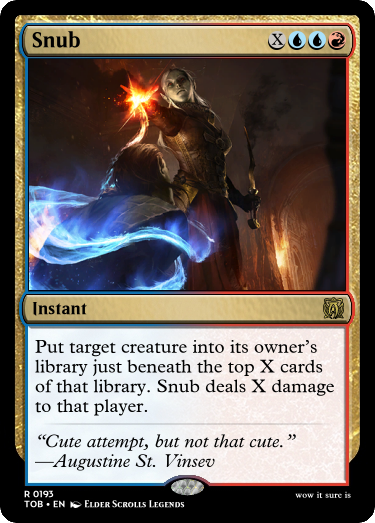 Snub
X
Instant
Put target creature into its owner's
library just beneath the top X cards
of that library. Snub deals X damage
to that player.
“Cute attempt, but not that cute.”
—Augustine St. Vinsev
R 0193
TOB • EN Elder Scrolls Legends
wow it sure is